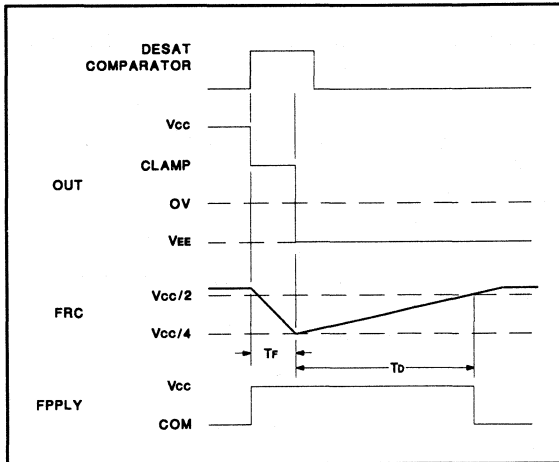 DESAT
COMPARATOR
Vcc
CLAMP
OUT
OV
VEE
Vcc/2
FRC
Vcc/4
TF
TD
Vcc
FPPLY
COM